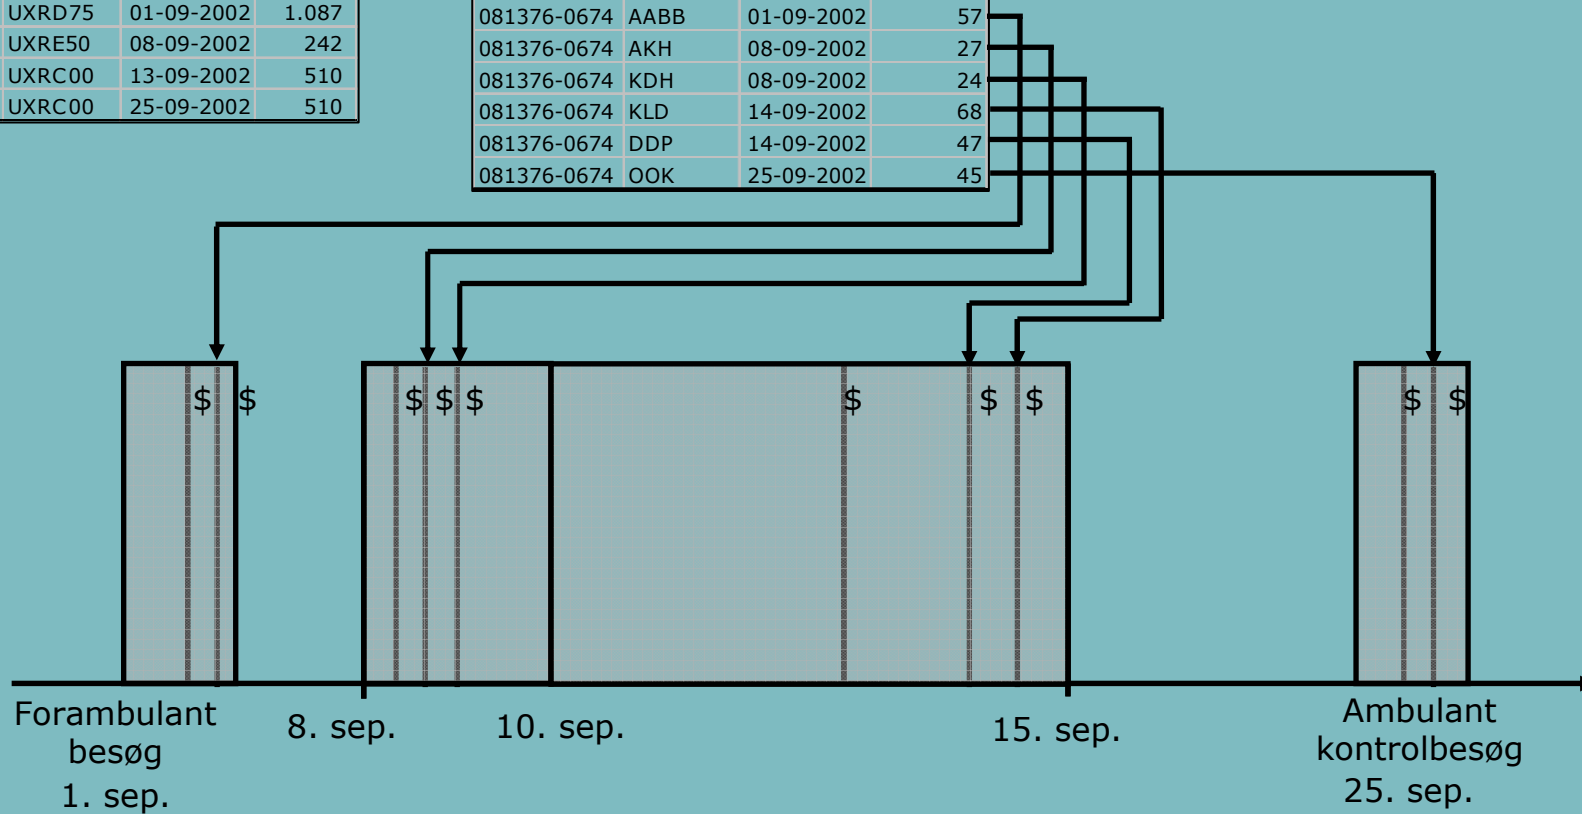 UXRD75 01-09-2002 1.087
UXRE50 08-09-2002 242
UXRC00 13-09-2002 510
UXRC00 25-09-2002 510
081376-0674 AABB 01-09-2002 57
081376-0674 AKH 08-09-2002 27
081376-0674 KDH 08-09-2002 24
081376-0674 KLD 14-09-2002 68
081376-0674 DDP 14-09-2002 47
081376-0674 OOK 25-09-2002 45
$ $ $ $ $ $ $ $ $ $
Forambulant
besøg
1. sep.
8. sep.
10. sep.
15. sep.
Ambulant
kontrolbesøg
25. sep.